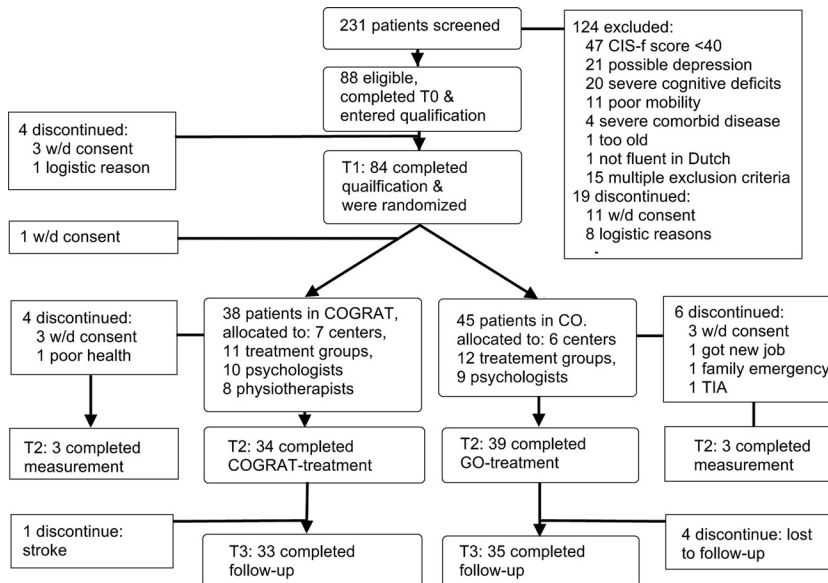 231 patients screened
124 excluded:
47 CIS-f score <40
21 possible depression
20 severe cognitive deficits
11 poor mobility
4 severe comorbid disease
1 too old
1 not fluent in Dutch
15 multiple exclusion criteria
19 discontinued:
11 w/d consent
8 logistic reasons
-
88 eligible,
completed T0 &
entered qualification
4 discontinued:
3 w/d consent
1 logistic reason
T1: 84 completed
quailfication &
were randomized
1 w/d consent
4 discontinued:
3 w/d consent
1 poor health
38 patients in COGRAT,
allocated to: 7 centers,
11 treatment groups,
10 psychologists
8 physiotherapists
45 patients in CO.
allocated to: 6 centers
12 treatement groups,
9 psychologists
6 discontinued:
3 w/d consent
1 got new job
1 family emergency
1 TIA
T2: 3 completed
measurement
T2: 34 completed
COGRAT-treatment
T2: 39 completed
GO-treatment
T2: 3 completed
measurement
1 discontinue:
stroke
T3: 33 completed
follow-up
T3: 35 completed
follow-up
4 discontinue: lost
to follow-up